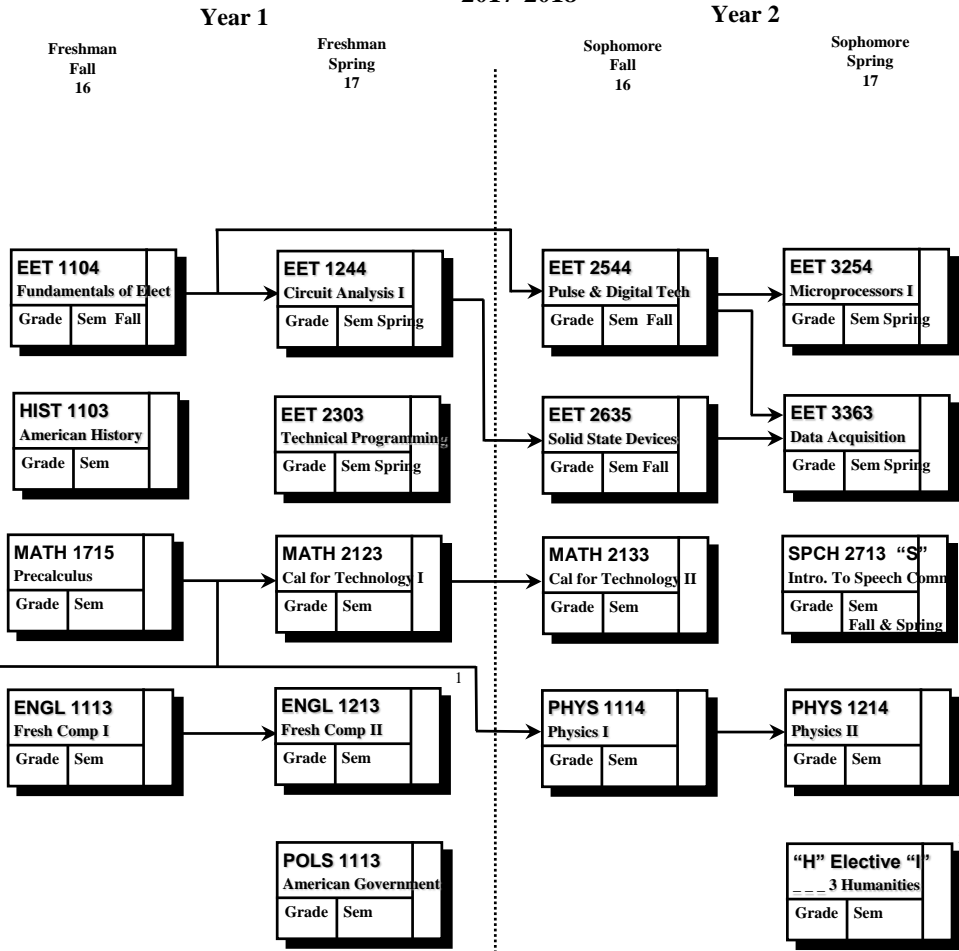 2017-2018
Year 1
Year 2
Freshman
Fall
16
Freshman
Spring
17
Sophomore
Fall
16
Sophomore
Spring
17
EET 1104
Fundamentals of Elect
Grade Sem Fall
EET 1244
Circuit Analysis I
Grade Sem Spring
EET 2544
Pulse & Digital Tech
Grade Sem Fall
EET 3254
Microprocessors I
Grade Sem Spring
HIST 1103
American History
Grade Sem
EET 2303
Technical Programming
Grade Sem Spring
EET 2635
Solid State Devices
Grade Sem Fall
EET 3363
Data Acquisition
Grade Sem Spring
MATH 1715
Precalculus
Grade Sem
MATH 2123
Cal for Technology I
Grade Sem
MATH 2133
Cal for Technology II
Grade Sem
SPCH 2713 “S”
Intro. To Speech Comm
Grade Sem
Fall & Spring
1
ENGL 1113
Fresh Comp I
Grade Sem
ENGL 1213
Fresh Comp II
Grade Sem
PHYS 1114
Physics I
Grade Sem
PHYS 1214
Physics II
Grade Sem
POLS 1113
American Government
Grade Sem
“H” Elective “I”
_ _ _ 3 Humanities
Grade Sem